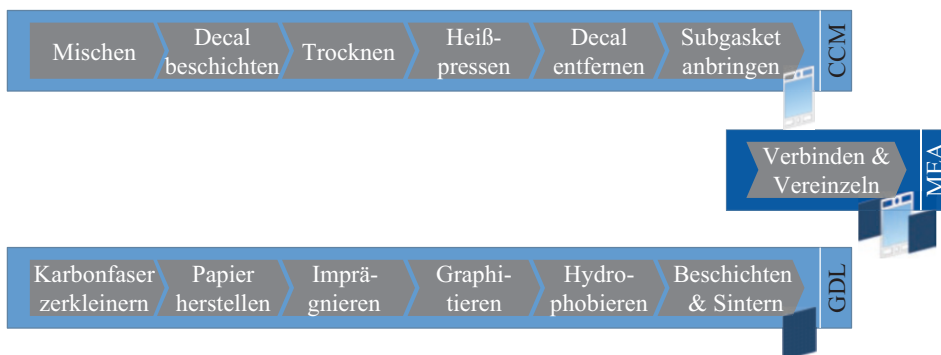 Mischen
Decal
beschichten
Trocknen
Heiß-
pressen
Decal
entfernen
Subgasket
anbringen
CCM
Verbinden &
Vereinzeln
MEA
Karbonfaser
zerkleinern
Papier
herstellen
Imprä-
gnieren
Graphi-
tieren
Hydro-
phobieren
Beschichten
& Sintern
GDL